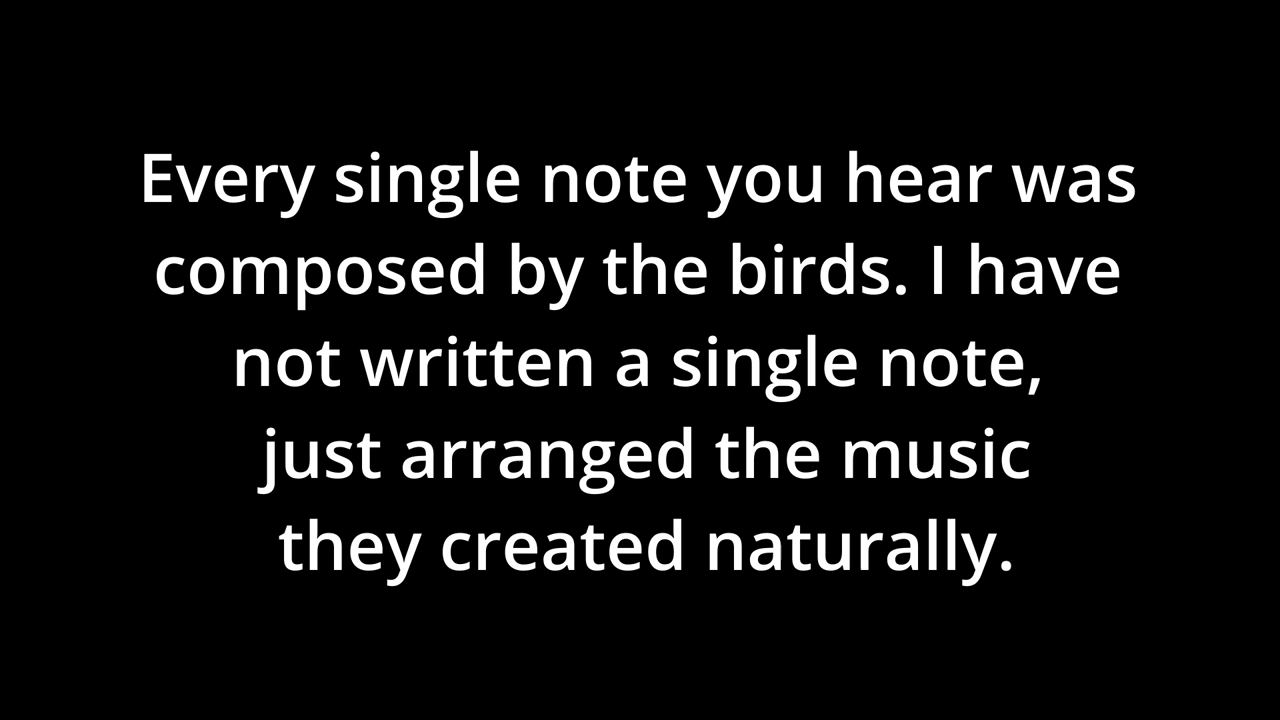 Every single note you hear was
composed by the birds. I have
not written a single note,
just arranged the music
they created naturally.